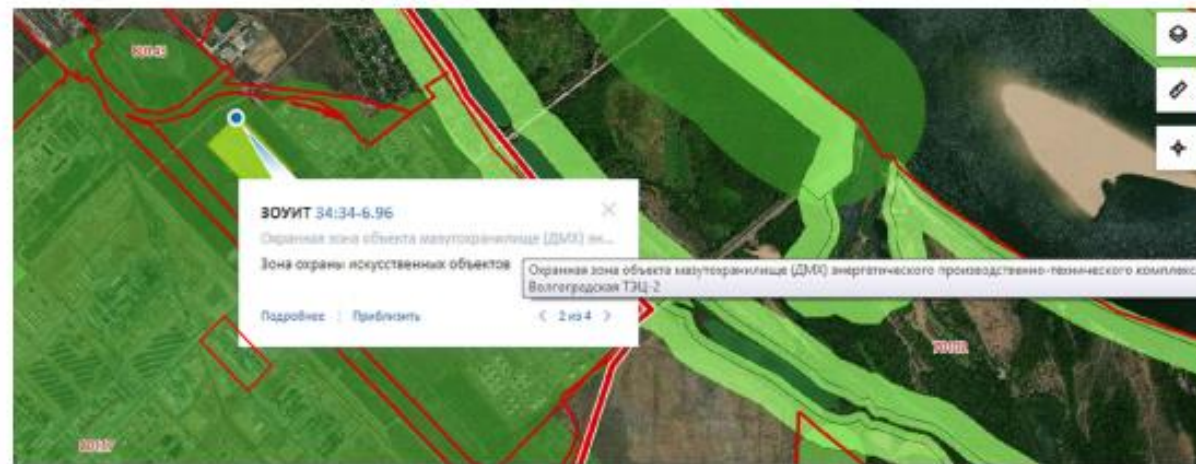 ЗОУИТ 34:34-6.96
Охранная зона объекта мазутохранилище (ДМХ) эн...
Зона охраны искусственных объектов
Охранная зона объекта мазутохранилище (ДМХ) энергетического производственно-технического комплекс
Волгоградская ТЭЦ-2
Подробнее | Приблизить < 2 из 4 >